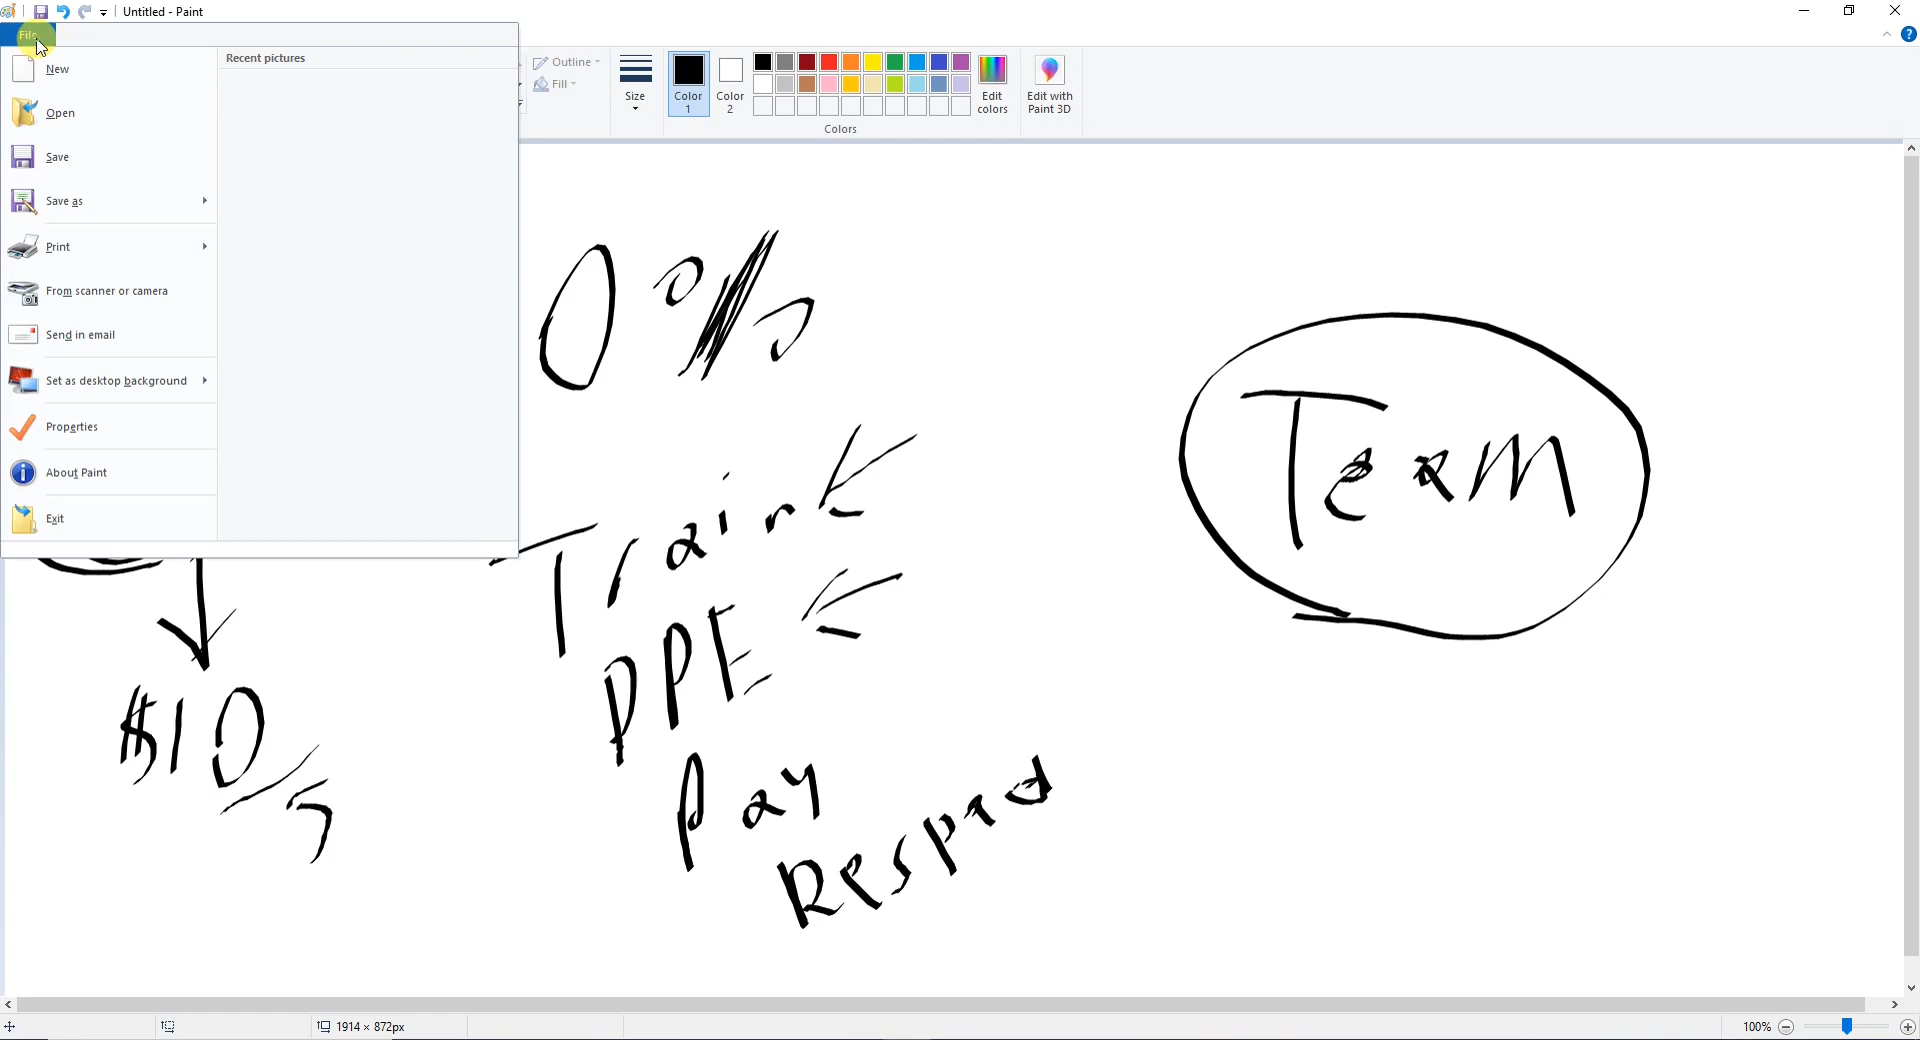 Untitled - Paint
File
New
Open
Save
Save as
Print
From scanner or camera
Send in email
Set as desktop background
Properties
About Paint
Exit
Recent pictures
Outline
Fill
Size
Color 1
Color 2
Edit colors
Edit with Paint 3D
Colors
0%
Train
PPE
Pay
Team
$10
1914 × 872px
100%